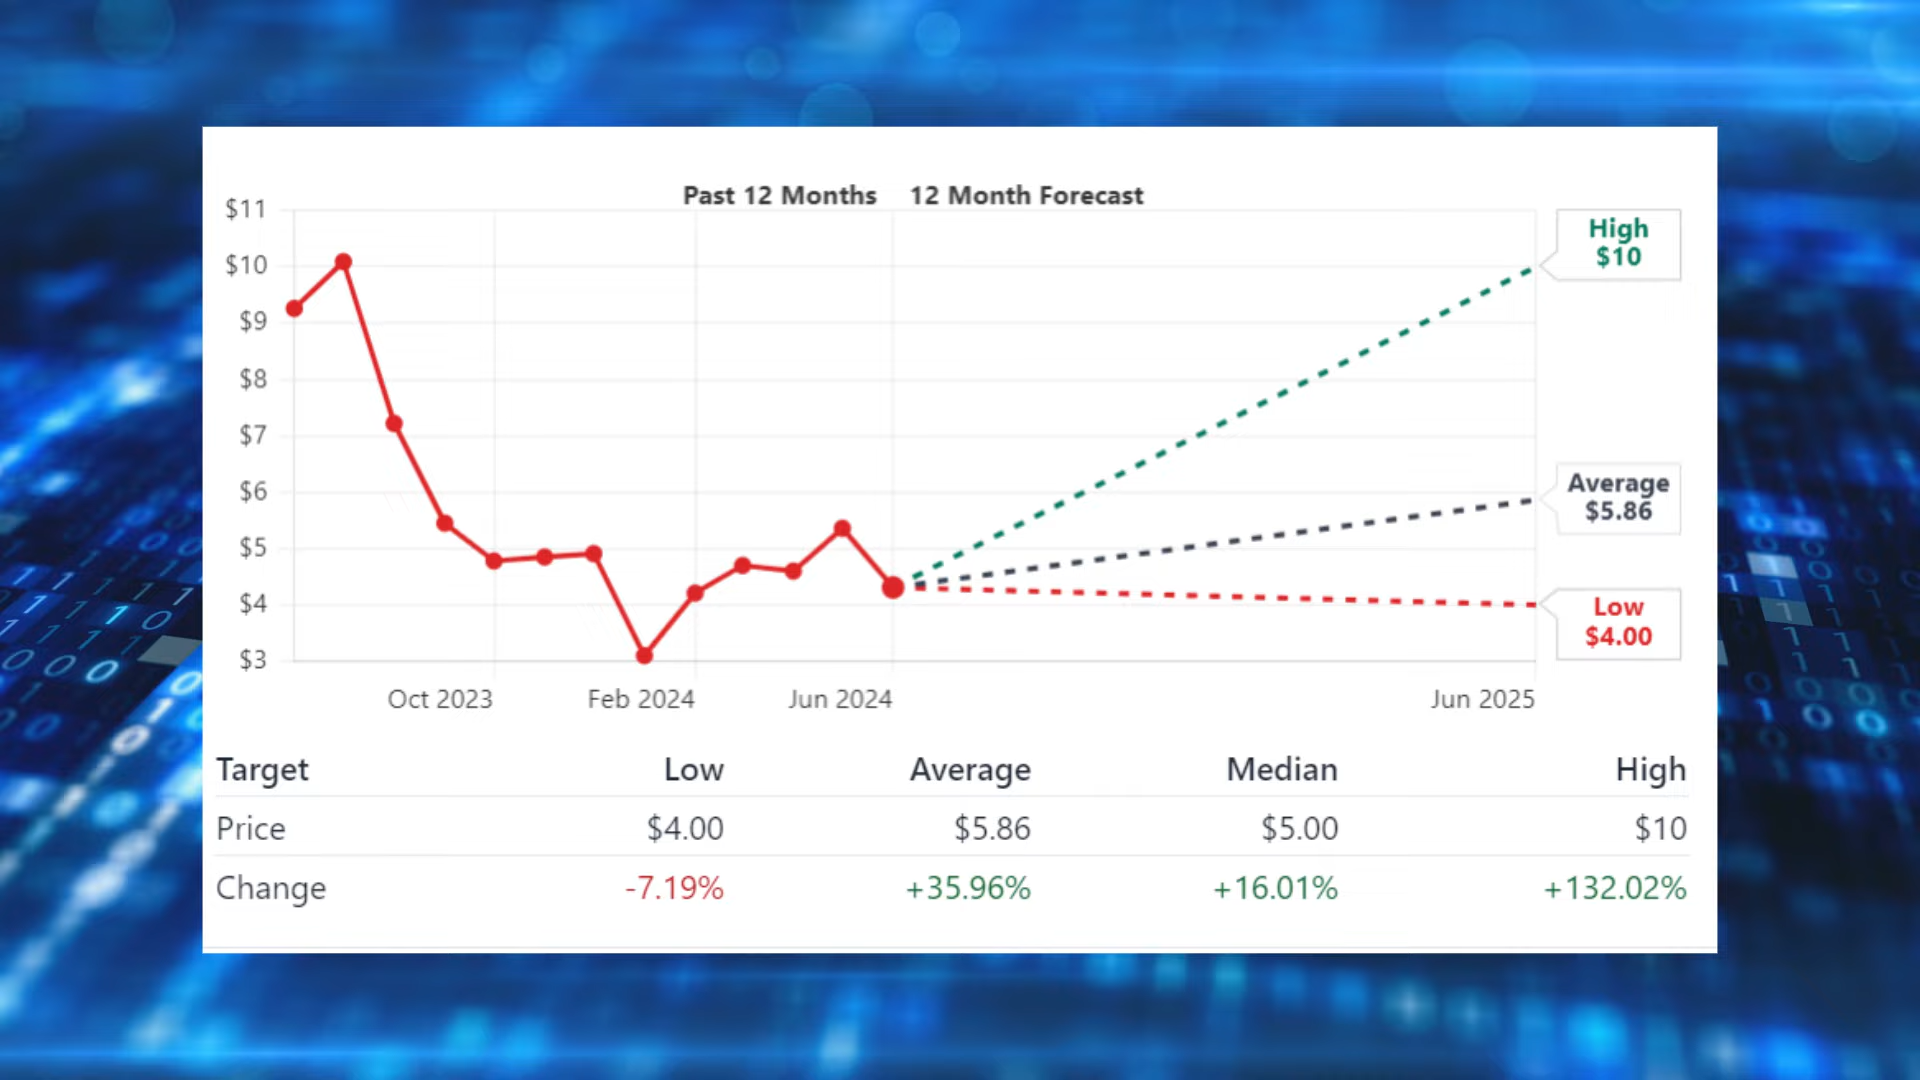 Past 12 Months 12 Month Forecast
$11
$10
$9
$8
$7
$6
$5
$4
$3
High
$10
Average
$5.86
Low
$4.00
Oct 2023 Feb 2024 Jun 2024 Jun 2025
Target Low Average Median High
Price $4.00 $5.86 $5.00 $10
Change -7.19% +35.96% +16.01% +132.02%